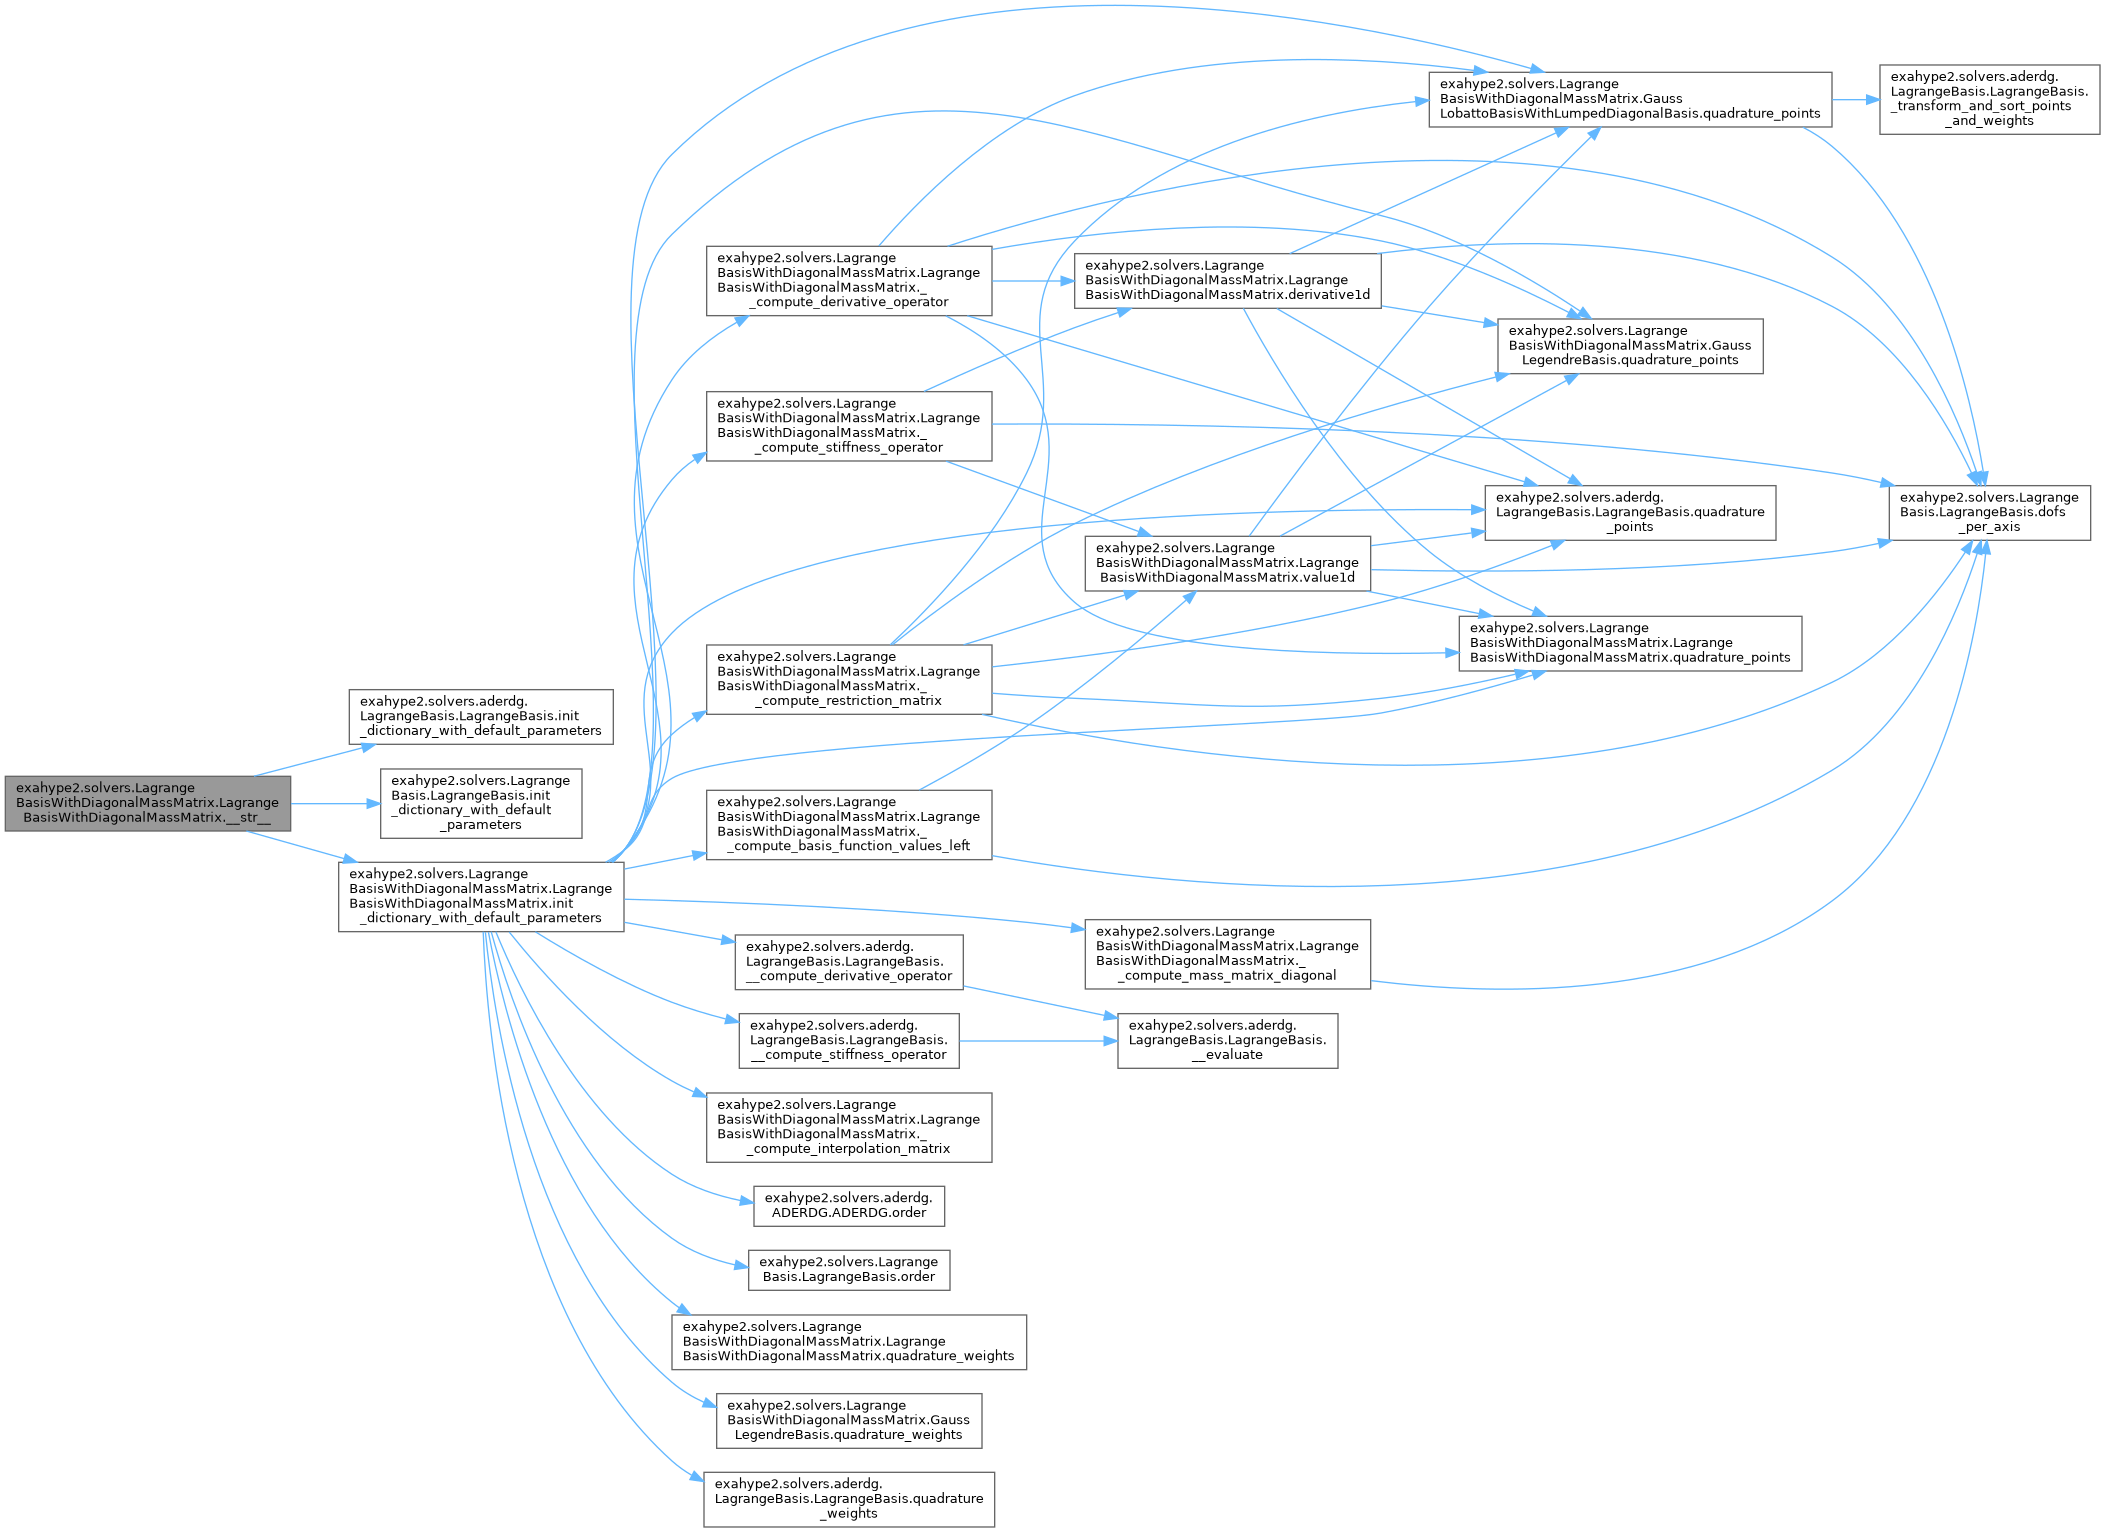 exahype2.solvers.Lagrange
BasisWithDiagonalMassMatrix.Lagrange
BasisWithDiagonalMassMatrix.__str__
exahype2.solvers.aderdg.
LagrangeBasis.LagrangeBasis.init
_dictionary_with_default_parameters
exahype2.solvers.Lagrange
Basis.LagrangeBasis.init
_dictionary_with_default
_parameters
exahype2.solvers.Lagrange
BasisWithDiagonalMassMatrix.Lagrange
BasisWithDiagonalMassMatrix.init
_dictionary_with_default_parameters
exahype2.solvers.Lagrange
BasisWithDiagonalMassMatrix.Lagrange
BasisWithDiagonalMassMatrix._
_compute_derivative_operator
exahype2.solvers.Lagrange
BasisWithDiagonalMassMatrix.Lagrange
BasisWithDiagonalMassMatrix._
_compute_stiffness_operator
exahype2.solvers.Lagrange
BasisWithDiagonalMassMatrix.Lagrange
BasisWithDiagonalMassMatrix._
_compute_restriction_matrix
exahype2.solvers.Lagrange
BasisWithDiagonalMassMatrix.Lagrange
BasisWithDiagonalMassMatrix._
_compute_basis_function_values_left
exahype2.solvers.aderdg.
LagrangeBasis.LagrangeBasis.
__compute_derivative_operator
exahype2.solvers.aderdg.
LagrangeBasis.LagrangeBasis.
__compute_stiffness_operator
exahype2.solvers.Lagrange
BasisWithDiagonalMassMatrix.Lagrange
BasisWithDiagonalMassMatrix._
_compute_interpolation_matrix
exahype2.solvers.aderdg.
ADERDG.ADERDG.order
exahype2.solvers.Lagrange
Basis.LagrangeBasis.order
exahype2.solvers.Lagrange
BasisWithDiagonalMassMatrix.Lagrange
BasisWithDiagonalMassMatrix.quadrature_weights
exahype2.solvers.Lagrange
BasisWithDiagonalMassMatrix.Gauss
LegendreBasis.quadrature_weights
exahype2.solvers.aderdg.
LagrangeBasis.LagrangeBasis.quadrature
_weights
exahype2.solvers.Lagrange
BasisWithDiagonalMassMatrix.Lagrange
BasisWithDiagonalMassMatrix.derivative1d
exahype2.solvers.Lagrange
BasisWithDiagonalMassMatrix.Lagrange
BasisWithDiagonalMassMatrix.value1d
exahype2.solvers.Lagrange
BasisWithDiagonalMassMatrix.Lagrange
BasisWithDiagonalMassMatrix._
_compute_mass_matrix_diagonal
exahype2.solvers.aderdg.
LagrangeBasis.LagrangeBasis.
__evaluate
exahype2.solvers.Lagrange
BasisWithDiagonalMassMatrix.Gauss
LobattoBasisWithLumpedDiagonalBasis.quadrature_points
exahype2.solvers.Lagrange
BasisWithDiagonalMassMatrix.Gauss
LegendreBasis.quadrature_points
exahype2.solvers.aderdg.
LagrangeBasis.LagrangeBasis.quadrature
_points
exahype2.solvers.Lagrange
BasisWithDiagonalMassMatrix.Lagrange
BasisWithDiagonalMassMatrix.quadrature_points
exahype2.solvers.aderdg.
LagrangeBasis.LagrangeBasis.
_transform_and_sort_points
_and_weights
exahype2.solvers.Lagrange
Basis.LagrangeBasis.dofs
_per_axis